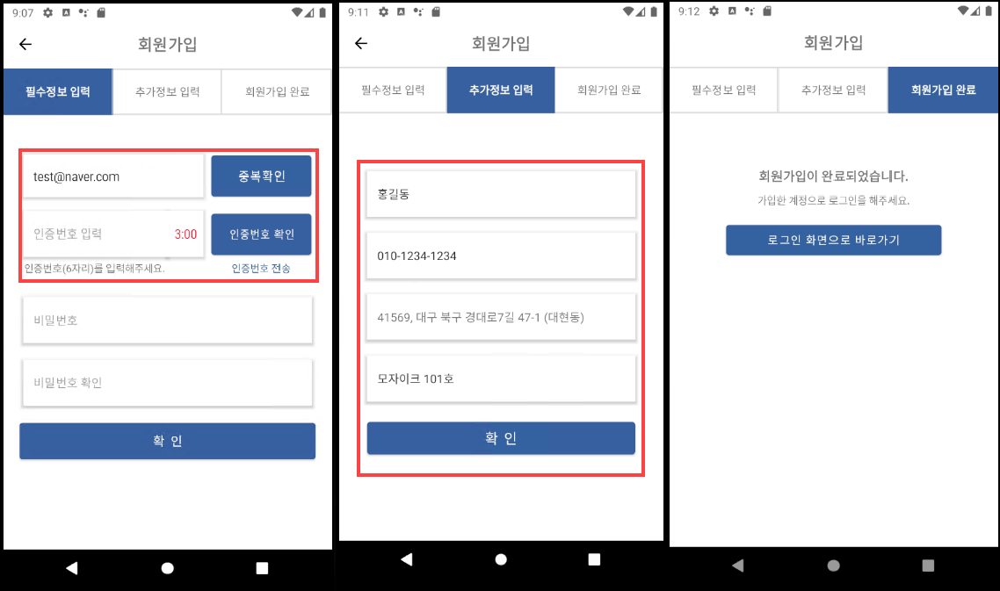 9:07
회원가입
필수정보 입력
추가정보 입력
회원가입 완료
test@naver.com
중복확인
인증번호 입력
3:00
인증번호 확인
인증번호(6자리)를 입력해주세요.
인증번호 전송
비밀번호
비밀번호 확인
확 인
9:11
회원가입
필수정보 입력
추가정보 입력
회원가입 완료
홍길동
010-1234-1234
41569, 대구 북구 경대로7길 47-1 (대현동)
모자이크 101호
확 인
9:12
회원가입
필수정보 입력
추가정보 입력
회원가입 완료
회원가입이 완료되었습니다.
가입한 계정으로 로그인을 해주세요.
로그인 화면으로 바로가기